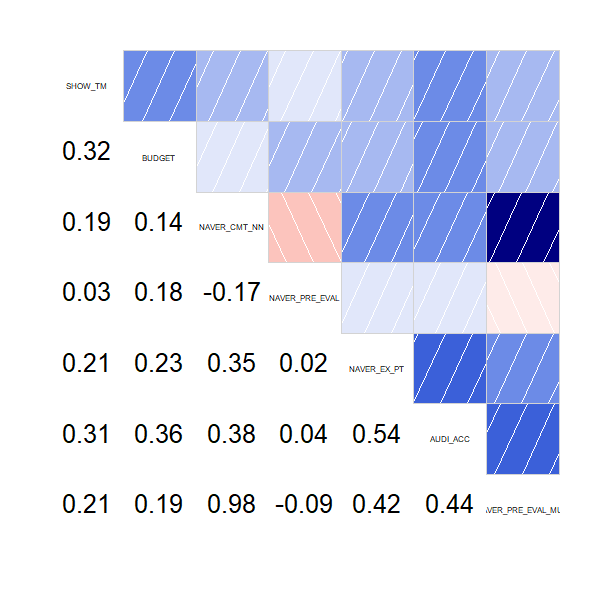 SHOW_TM
0.32 BUDGET
0.19 0.14 NAVER_CMT_NN
0.03 0.18 -0.17 NAVER_PRE_EVAL
0.21 0.23 0.35 0.02 NAVER_EX_PT
0.31 0.36 0.38 0.04 0.54 AUDI_ACC
0.21 0.19 0.98 -0.09 0.42 0.44 AVER_PRE_EVAL_MU